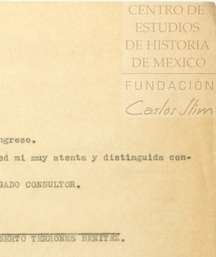 CENTRO DE
ESTUDIOS
DE HISTORIA
DE MEXICO
FUNDACIÓN
Carlos Slim
ngreso.
ed mi muy atenta y distinguida con-
GADO CONSULTOR.
BERTO TERRONES BENITEZ.